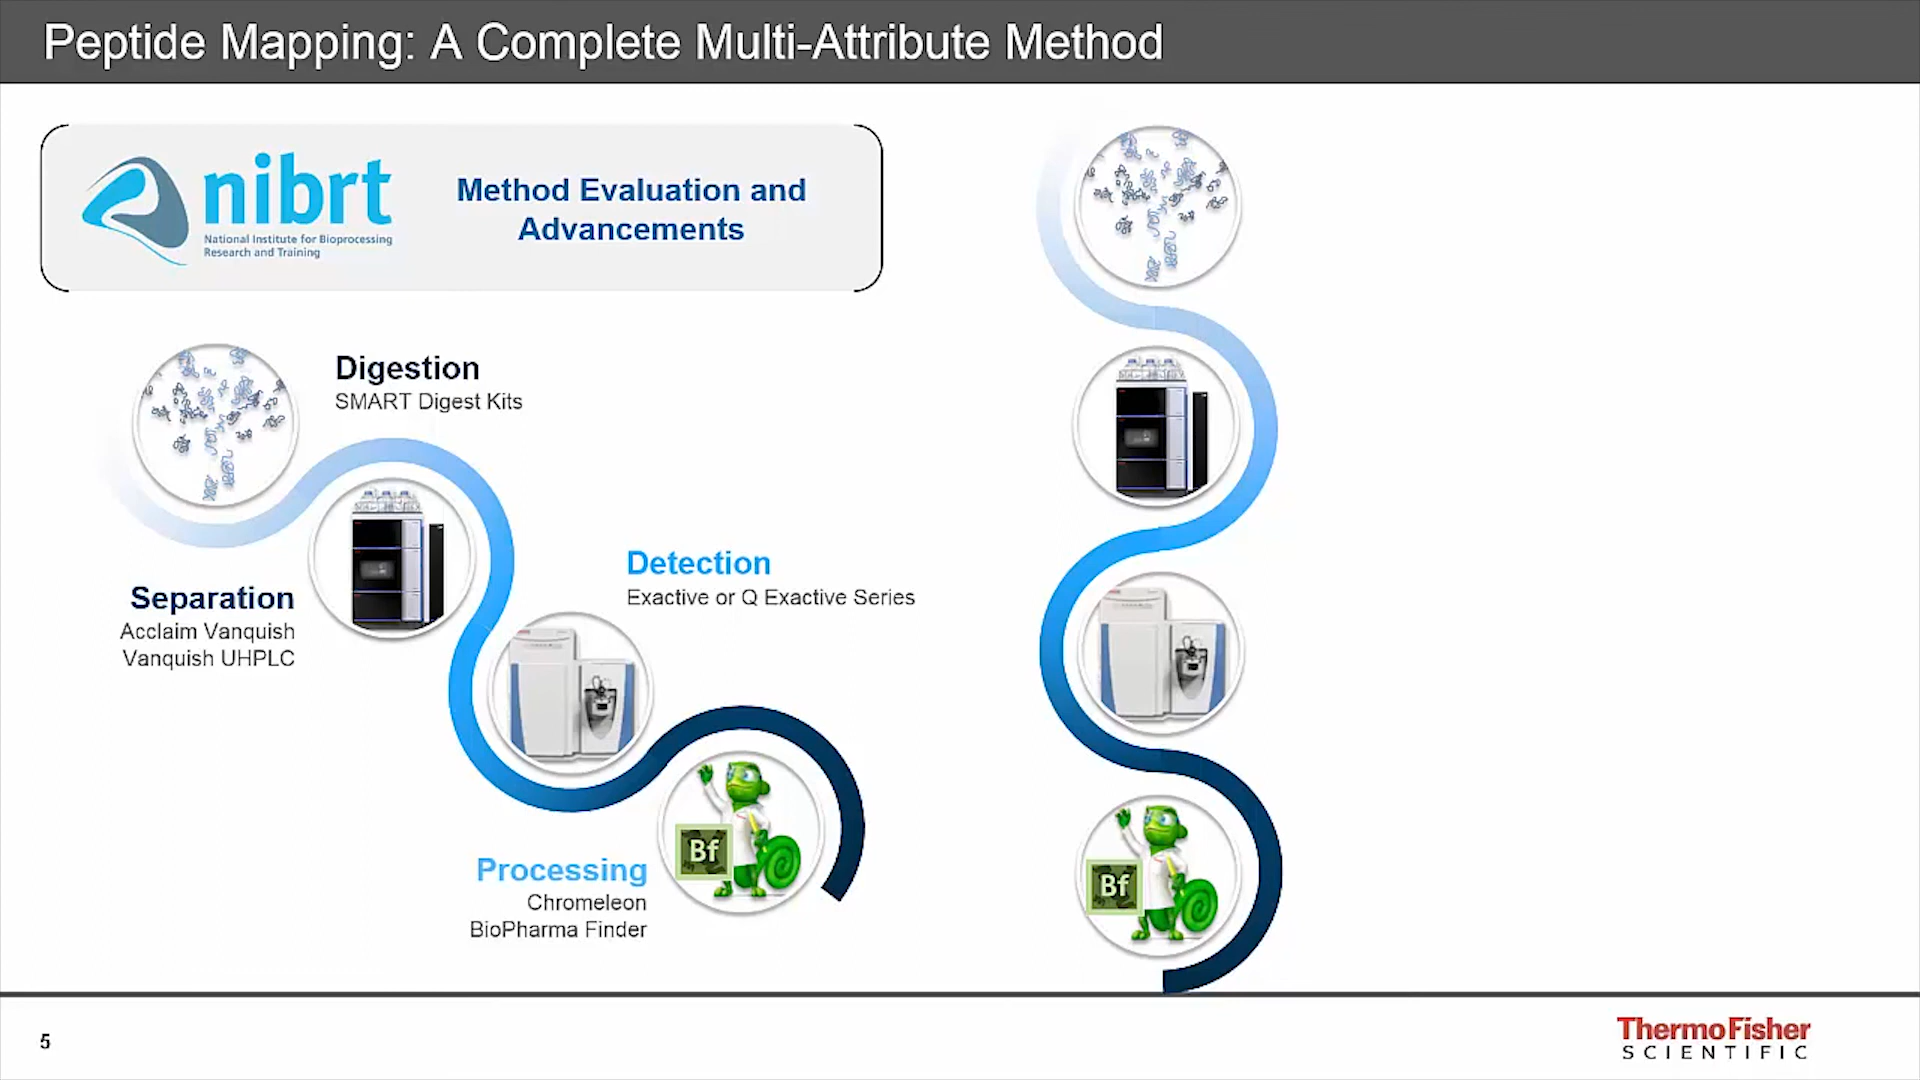 Peptide Mapping: A Complete Multi-Attribute Method
nibrt
National Institute for Bioprocessing
Research and Training
Method Evaluation and
Advancements
Digestion
SMART Digest Kits
Separation
Acclaim Vanquish
Vanquish UHPLC
Detection
Exactive or Q Exactive Series
Processing
Chromeleon
BioPharma Finder
Bf
Bf
5
ThermoFisher
SCIENTIFIC